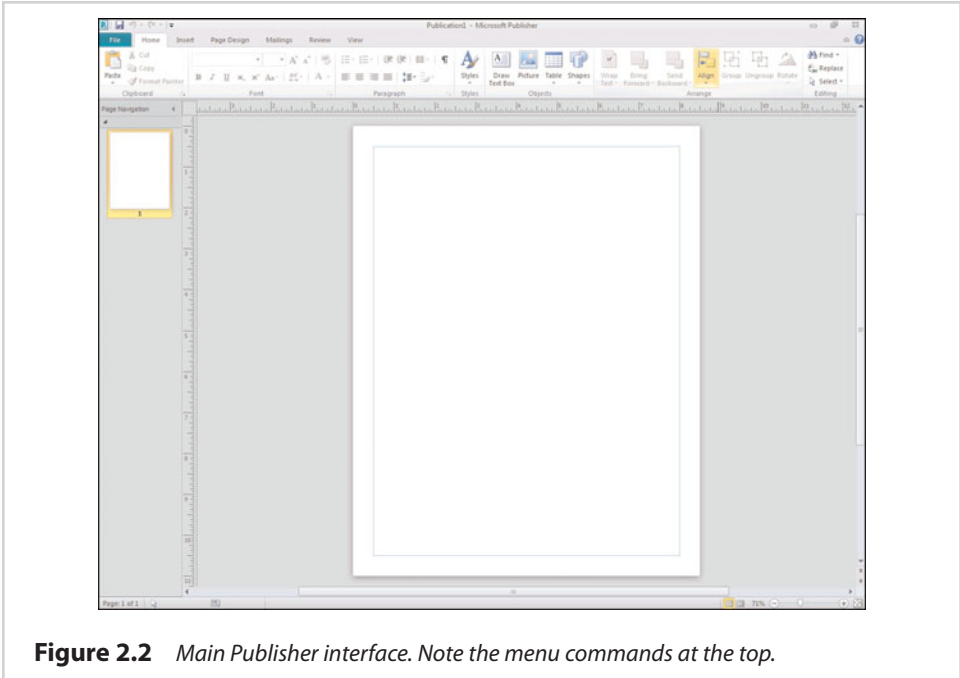 Publication1 - Microsoft Publisher
File Home Insert Page Design Mailings Review View
Cut
Copy
Format Painter
Paste
Clipboard
Font
Paragraph
Styles
Styles
Draw Text Box
Picture
Table
Shapes
Objects
Wrap Text
Bring Forward
Send Backward
Align
Group
Ungroup
Rotate
Arrange
Find
Replace
Select
Editing
Page Navigation
1
Page: 1 of 1
71%
Figure 2.2 Main Publisher interface. Note the menu commands at the top.